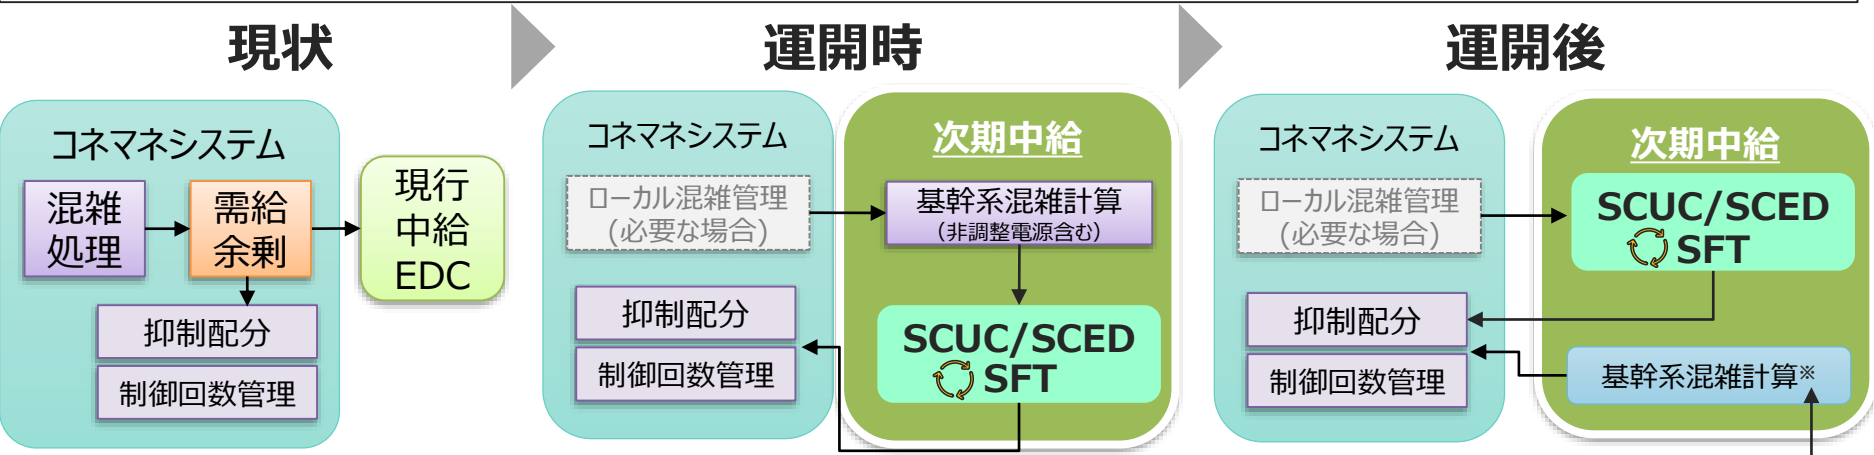 現状
運開時
運開後
コネマネシステム
混雑
処理
需給
余剰
現行
中給
EDC
抑制配分
制御回数管理
コネマネシステム
ローカル混雑管理
(必要な場合)
抑制配分
制御回数管理
次期中給
基幹系混雑計算
(非調整電源含む)
SCUC/SCED
SFT
コネマネシステム
ローカル混雑管理
(必要な場合)
抑制配分
制御回数管理
次期中給
SCUC/SCED
SFT
基幹系混雑計算※